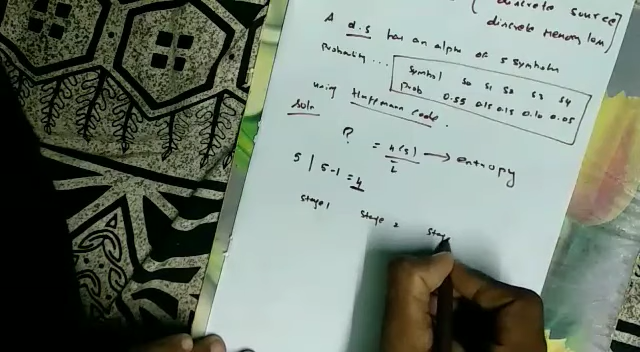 discrete source
discrete memory less
A d.s has an alpha of 5 symbols
Probability ...
Symbol S0 S1 S2 S3 S4
Prob 0.55 0.15 0.15 0.10 0.05
using Huffmann code.
Soln
? = H(s) / L → entropy
5 | 5-1 = 4
Stage 1 Stage 2 Stag